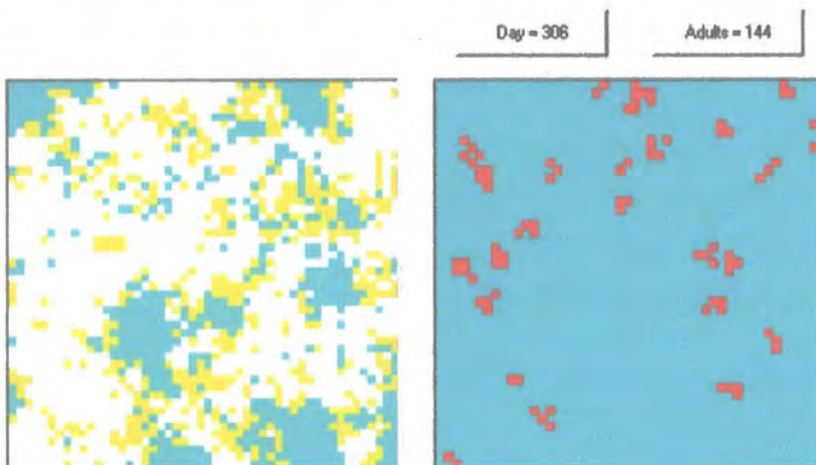 Day = 306
Adults = 144